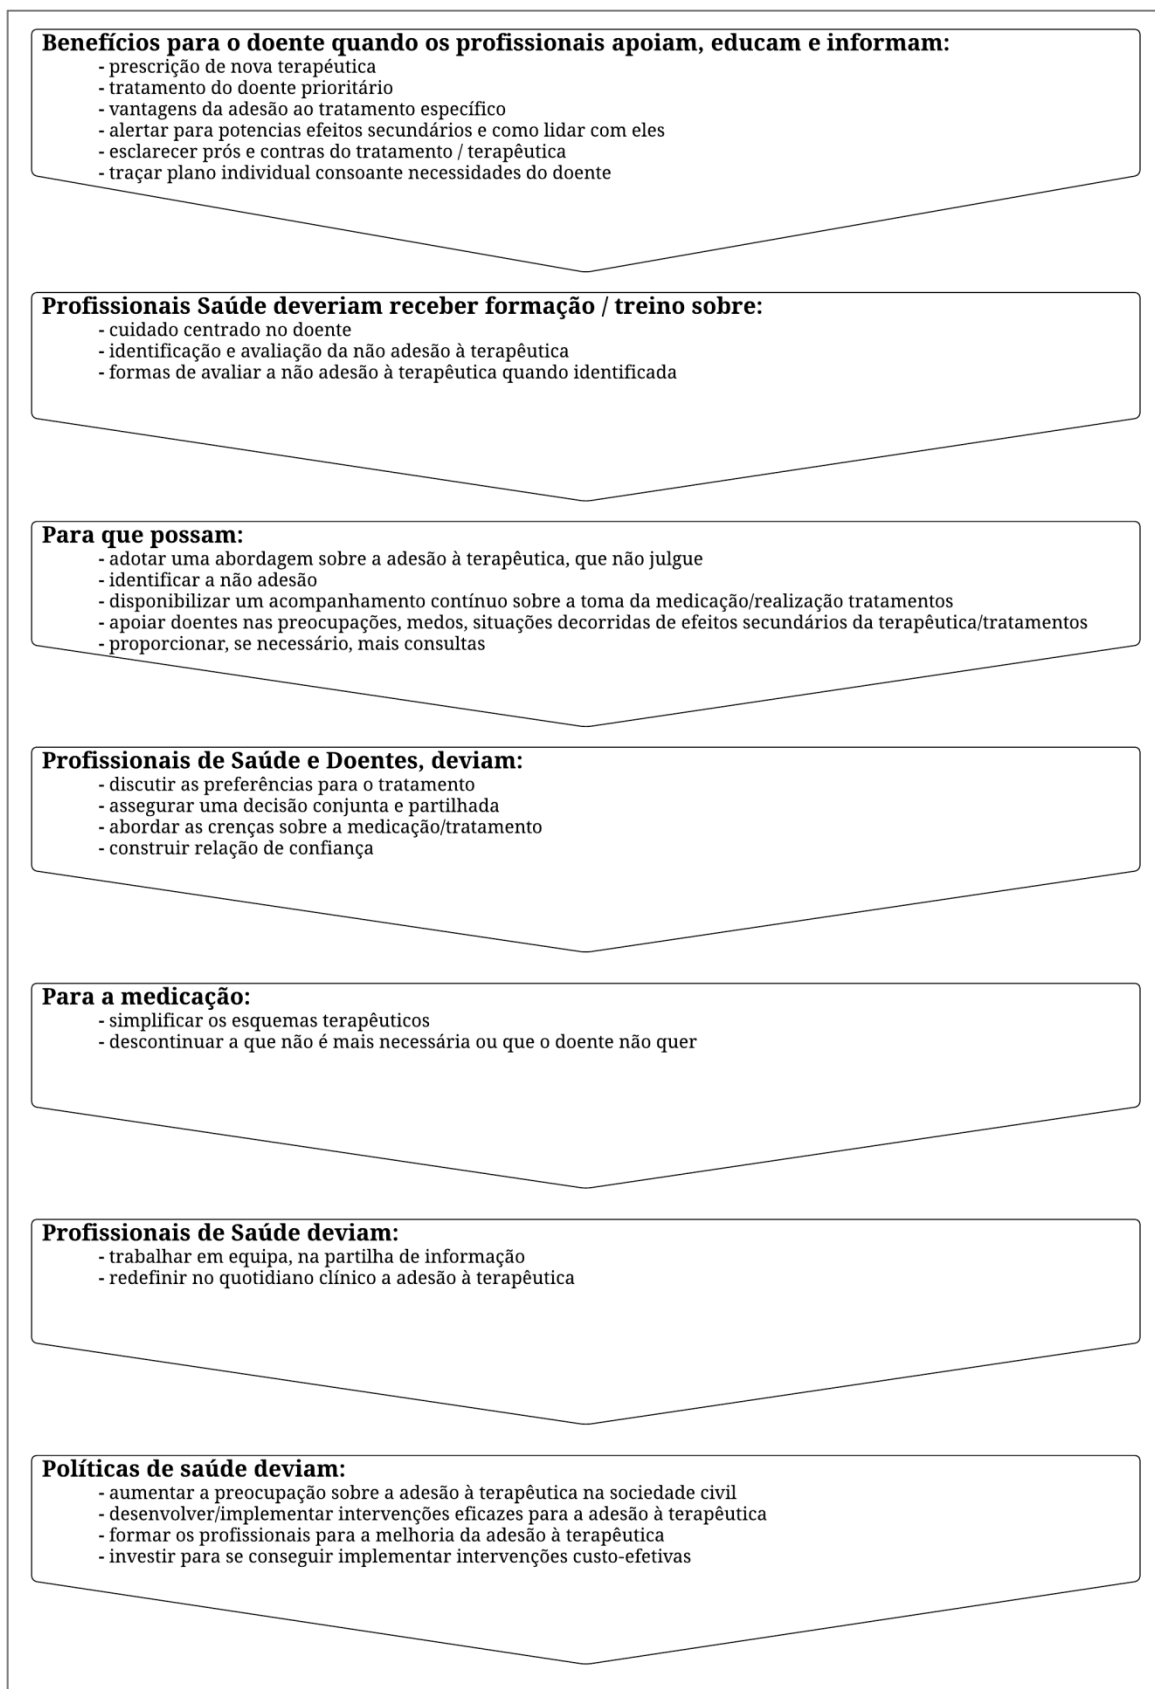 Benefícios para o doente quando os profissionais apoiam, educam e informam:
- prescrição de nova terapéutica
- tratamento do doente prioritário
- vantagens da adesão ao tratamento específico
- alertar para potencias efeitos secundários e como lidar com eles
- esclarecer prós e contras do tratamento / terapêutica
- traçar plano individual consoante necessidades do doente
Profissionais Saúde deveriam receber formação / treino sobre:
- cuidado centrado no doente
- identificação e avaliação da não adesão à terapêutica
- formas de avaliar a não adesão à terapêutica quando identificada
Para que possam:
- adotar uma abordagem sobre a adesão à terapêutica, que não julgue
- identificar a não adesão
- disponibilizar um acompanhamento contínuo sobre a toma da medicação/realização tratamentos
- apoiar doentes nas preocupações, medos, situações decorridas de efeitos secundários da terapêutica/tratamentos
- proporcionar, se necessário, mais consultas
Profissionais de Saúde e Doentes, deviam:
- discutir as preferências para o tratamento
- assegurar uma decisão conjunta e partilhada
- abordar as crenças sobre a medicação/tratamento
- construir relação de confiança
Para a medicação:
- simplificar os esquemas terapêuticos
- descontinuar a que não é mais necessária ou que o doente não quer
Profissionais de Saúde deviam:
- trabalhar em equipa, na partilha de informação
- redefinir no quotidiano clínico a adesão à terapêutica
Políticas de saúde deviam:
- aumentar a preocupação sobre a adesão à terapêutica na sociedade civil
- desenvolver/implementar intervenções eficazes para a adesão à terapêutica
- formar os profissionais para a melhoria da adesão à terapêutica
- investir para se conseguir implementar intervenções custo-efetivas